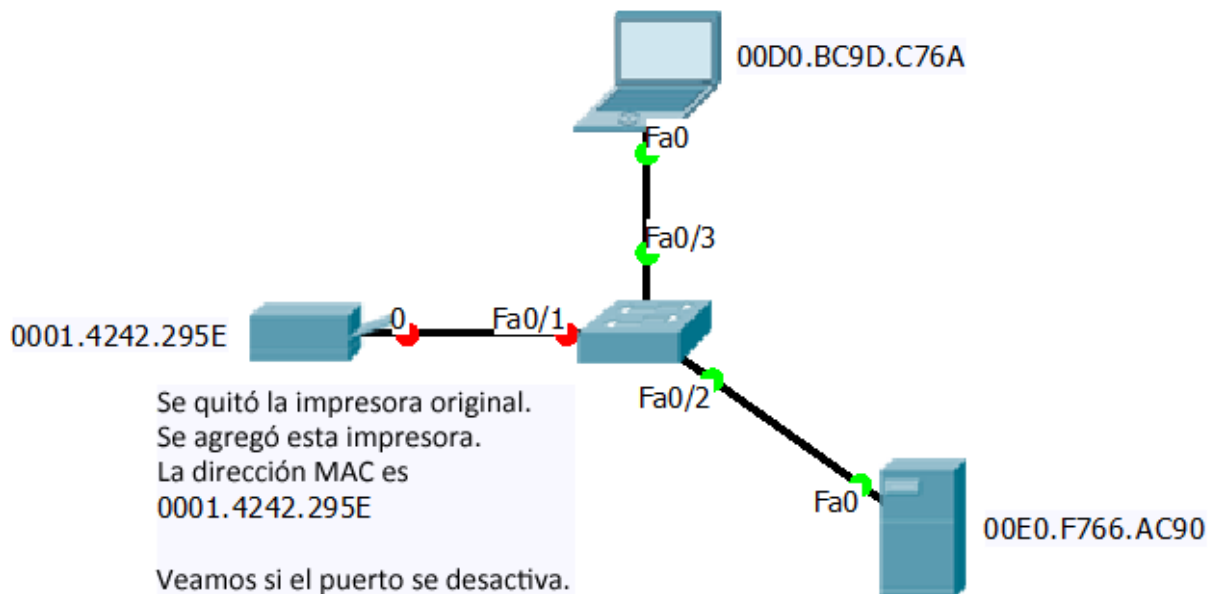 00D0.BC9D.C76A
Fa0
Fa0/3
0001.4242.295E
0
Fa0/1
Fa0/2
Fa0
00E0.F766.AC90
Se quitó la impresora original.
Se agregó esta impresora.
La dirección MAC es
0001.4242.295E
Veamos si el puerto se desactiva.